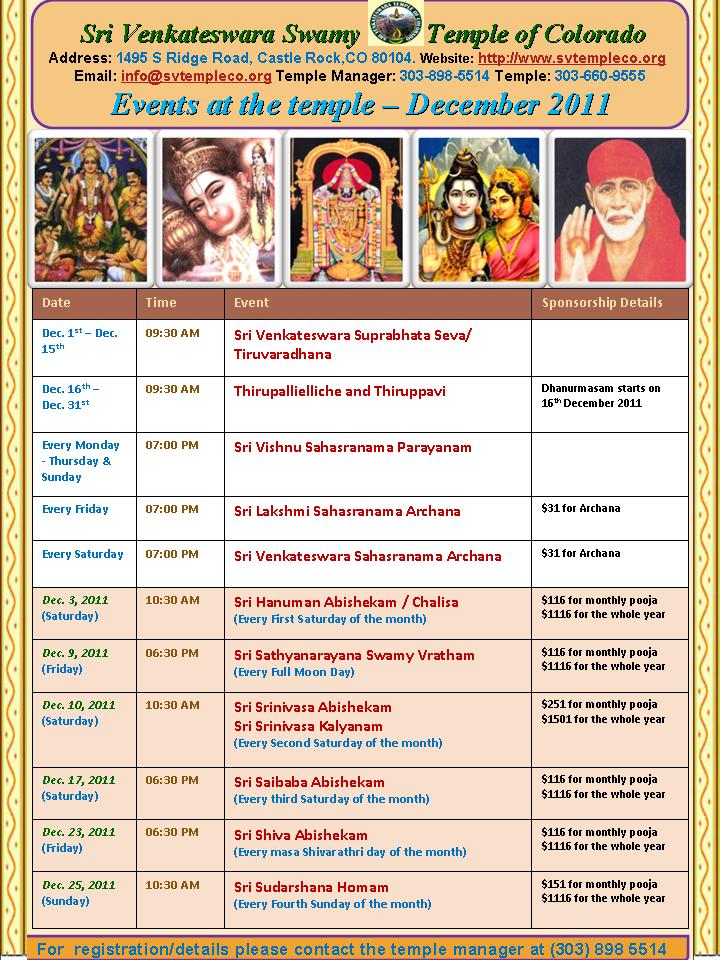 Sri Venkateswara Swamy Temple of Colorado
Address: 1495 S Ridge Road, Castle Rock,CO 80104. Website: http://www.svtempleco.org
Email: info@svtempleco.org Temple Manager: 303-898-5514 Temple: 303-660-9555
Events at the temple – December 2011
Date Time Event Sponsorship Details
Dec. 1st – Dec. 09:30 AM Sri Venkateswara Suprabhata Seva/
15th Tiruvaradhana
Dec. 16th – 09:30 AM Thirupallielliche and Thiruppavi Dhanurmasam starts on
Dec. 31st 16th December 2011
Every Monday 07:00 PM Sri Vishnu Sahasranama Parayanam
- Thursday &
Sunday
Every Friday 07:00 PM Sri Lakshmi Sahasranama Archana $31 for Archana
Every Saturday 07:00 PM Sri Venkateswara Sahasranama Archana $31 for Archana
Dec. 3, 2011 10:30 AM Sri Hanuman Abishekam / Chalisa $116 for monthly pooja
(Saturday) (Every First Saturday of the month) $1116 for the whole year
Dec. 9, 2011 06:30 PM Sri Sathyanarayana Swamy Vratham $116 for monthly pooja
(Friday) (Every Full Moon Day) $1116 for the whole year
Dec. 10, 2011 10:30 AM Sri Srinivasa Abishekam $251 for monthly pooja
(Saturday) Sri Srinivasa Kalyanam $1501 for the whole year
(Every Second Saturday of the month)
Dec. 17, 2011 06:30 PM Sri Saibaba Abishekam $116 for monthly pooja
(Saturday) (Every third Saturday of the month) $1116 for the whole year
Dec. 23, 2011 06:30 PM Sri Shiva Abishekam $116 for monthly pooja
(Friday) (Every masa Shivarathri day of the month) $1116 for the whole year
Dec. 25, 2011 10:30 AM Sri Sudarshana Homam $151 for monthly pooja
(Sunday) (Every Fourth Sunday of the month) $1116 for the whole year
For registration/details please contact the temple manager at (303) 898 5514